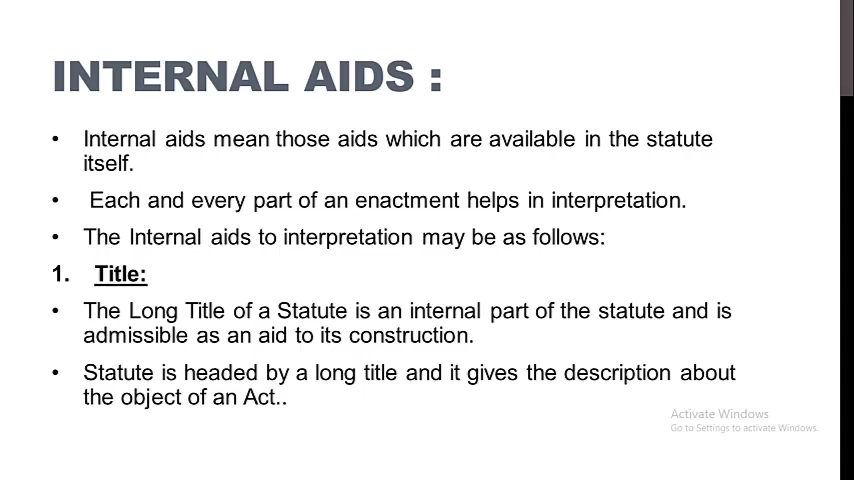 INTERNAL AIDS :
• Internal aids mean those aids which are available in the statute
itself.
• Each and every part of an enactment helps in interpretation.
• The Internal aids to interpretation may be as follows:
1. Title:
• The Long Title of a Statute is an internal part of the statute and is
admissible as an aid to its construction.
• Statute is headed by a long title and it gives the description about
the object of an Act..
Activate Windows
Go to Settings to activate Windows.